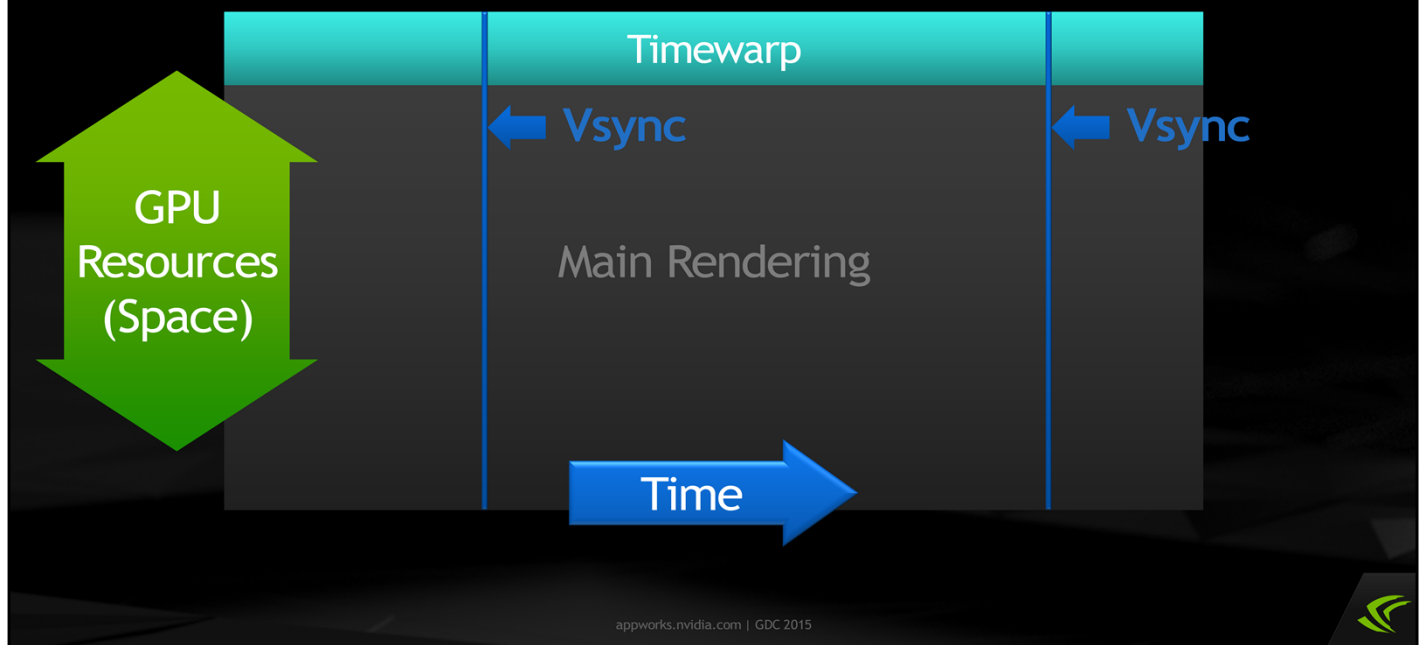 Timewarp
Vsync
Vsync
GPU
Resources
(Space)
Main Rendering
Time
appworks.nvidia.com | GDC 2015